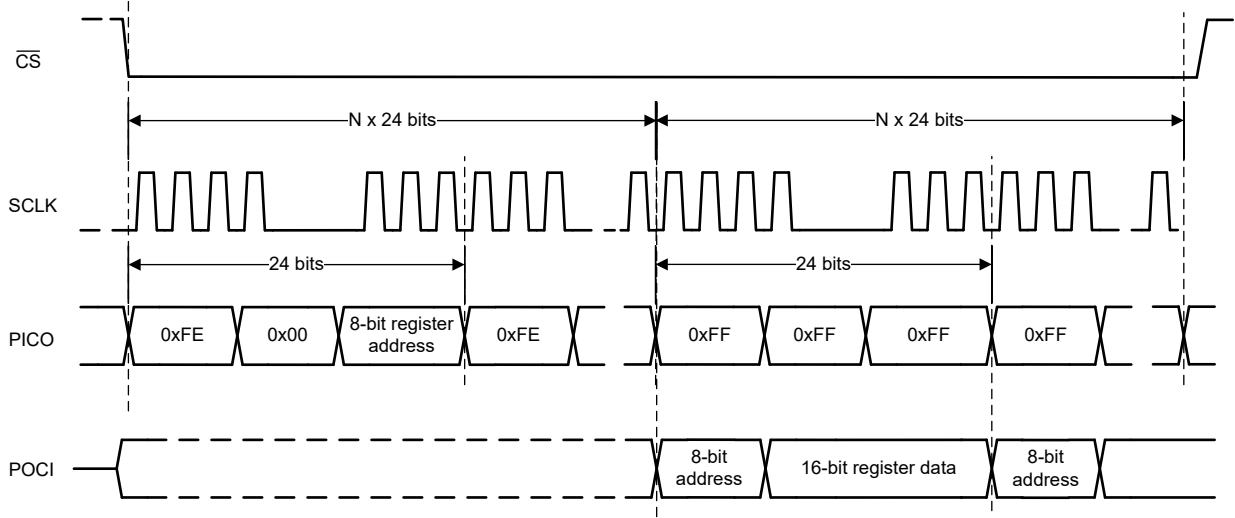 C̅S̅
N x 24 bits N x 24 bits
SCLK
24 bits 24 bits
PICO 0xFE 0x00 8-bit register address 0xFE 0xFF 0xFF 0xFF 0xFF
POCI 8-bit address 16-bit register data 8-bit address